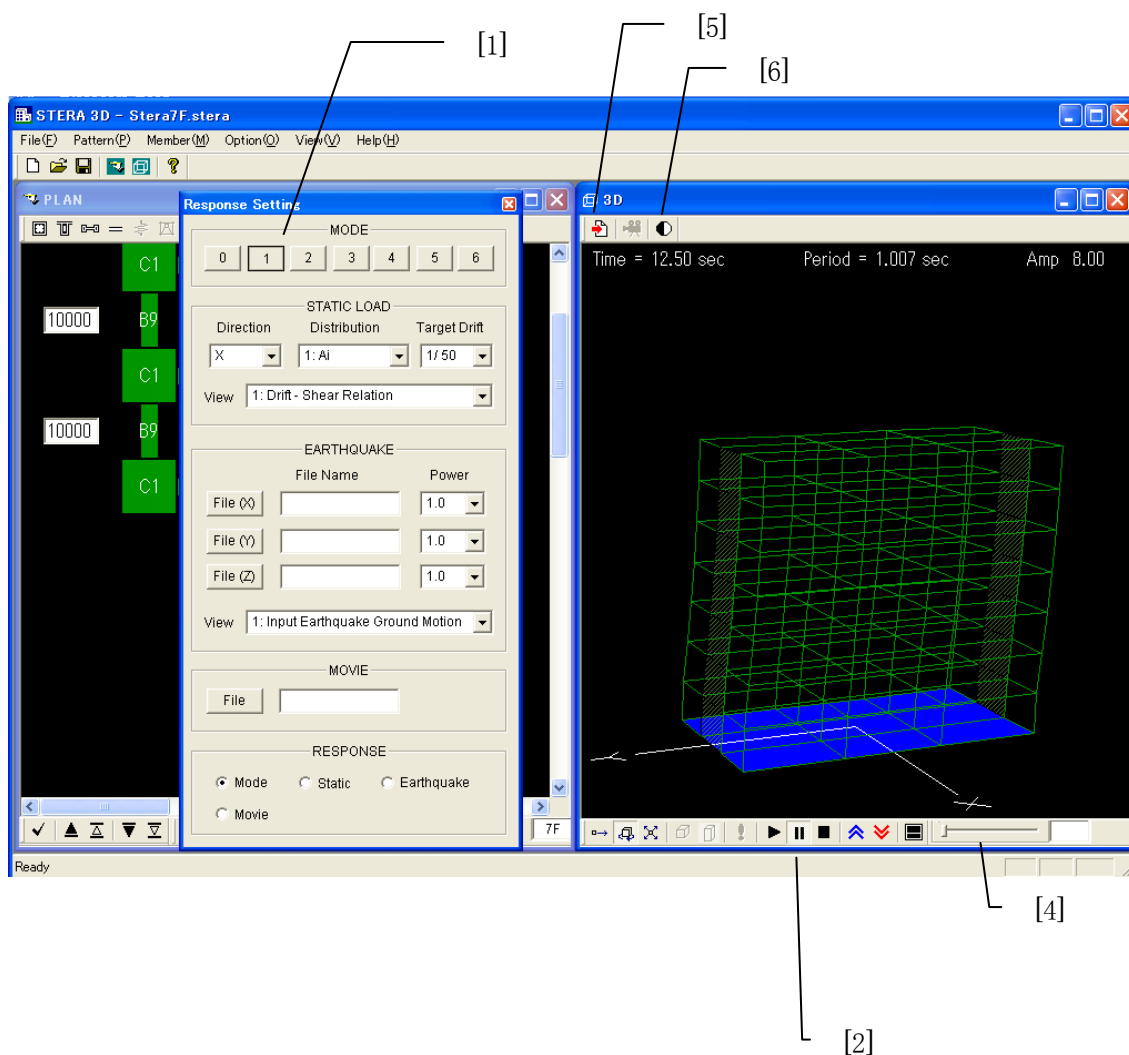 [5]
[1]
[6]
STERA 3D - Stera7F.stera
File(F) Pattern(P) Member(M) Option(O) View(V) Help(H)
PLAN
Response Setting
3D
MODE
0 1 2 3 4 5 6
Time = 12.50 sec Period = 1.007 sec Amp 8.00
C1
10000 B9
C1
10000 B9
C1
STATIC LOAD
Direction Distribution Target Drift
X 1: Ai 1/ 50
View 1: Drift - Shear Relation
EARTHQUAKE
File Name Power
File (X) 1.0
File (Y) 1.0
File (Z) 1.0
View 1: Input Earthquake Ground Motion
MOVIE
File
RESPONSE
Mode Static Earthquake
Movie
Y
X
7F
Ready
[4]
[2]